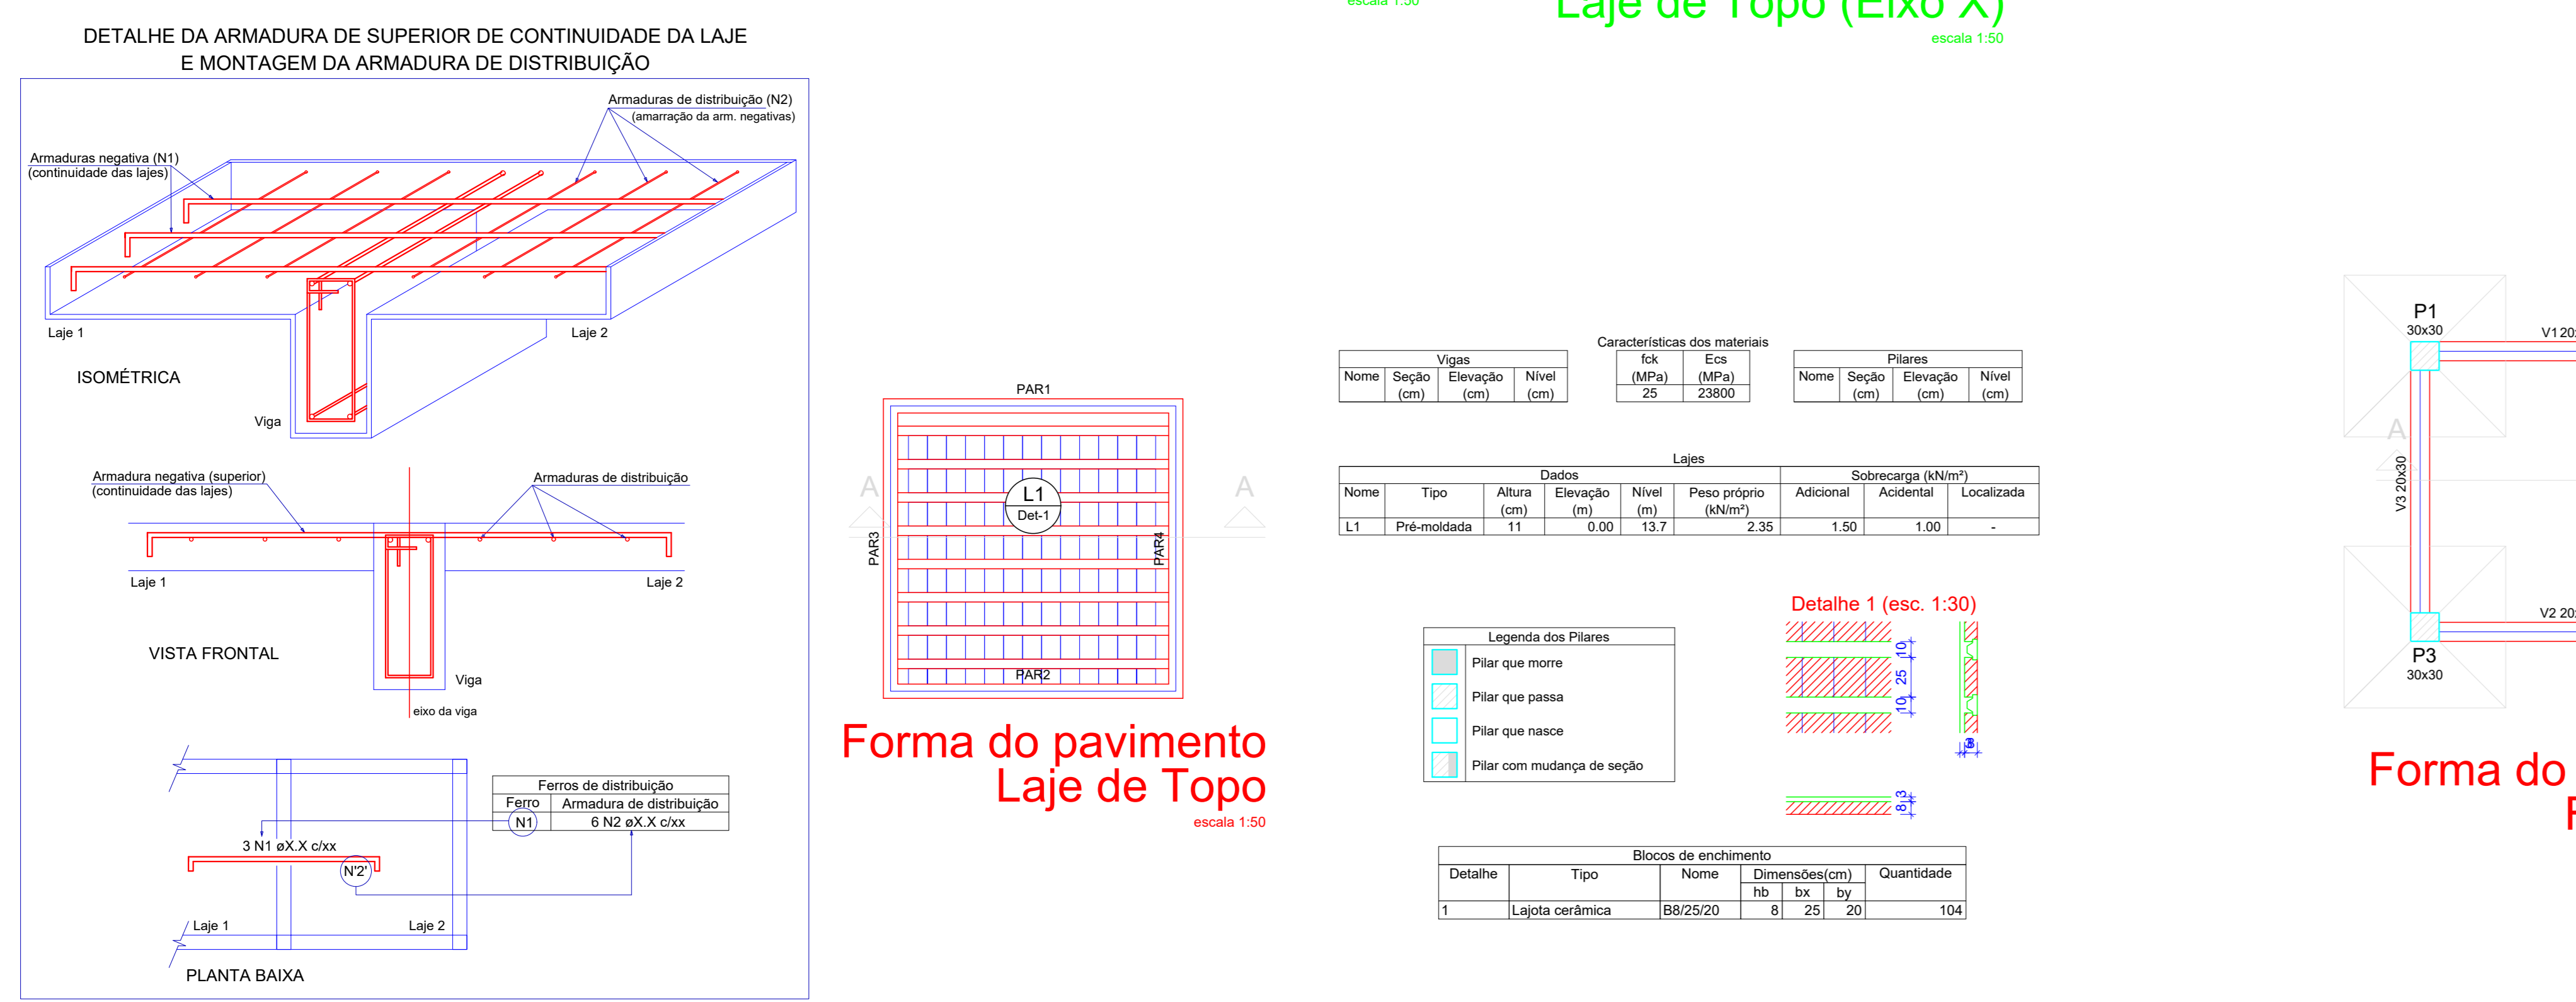 escala 1:50
Laje de Topo (Eixo X)
escala 1:50
DETALHE DA ARMADURA DE SUPERIOR DE CONTINUIDADE DA LAJE
E MONTAGEM DA ARMADURA DE DISTRIBUIÇÃO
Armaduras de distribuição (N2)
(amarração da arm. negativas)
Armaduras negativa (N1)
(continuidade das lajes)
Laje 1
Laje 2
ISOMÉTRICA
Viga
Armadura negativa (superior)
(continuidade das lajes)
Armaduras de distribuição
Laje 1
Laje 2
VISTA FRONTAL
Viga
eixo da viga
Ferros de distribuição
Ferro Armadura de distribuição
N1 6 N2 øX.X c/xx
3 N1 øX.X c/xx
N'2'
Laje 1
Laje 2
PLANTA BAIXA
PAR1
A
L1
Det-1
A
PAR3
PAR4
PAR2
Forma do pavimento
Laje de Topo
escala 1:50
Vigas
Nome Seção Elevação Nível
(cm) (cm) (cm)
Características dos materiais
fck Ecs
(MPa) (MPa)
25 23800
Pilares
Nome Seção Elevação Nível
(cm) (cm) (cm)
Lajes
Dados Sobrecarga (kN/m²)
Nome Tipo Altura Elevação Nível Peso próprio Adicional Acidental Localizada
(cm) (m) (m) (kN/m²)
L1 Pré-moldada 11 0.00 13.7 2.35 1.50 1.00 -
Legenda dos Pilares
Pilar que morre
Pilar que passa
Pilar que nasce
Pilar com mudança de seção
Detalhe 1 (esc. 1:30)
10
25
10
8 3
Blocos de enchimento
Detalhe Tipo Nome Dimensões(cm) Quantidade
hb bx by
1 Lajota cerâmica B8/25/20 8 25 20 104
P1
30x30
V1 20
A
V3 20x30
V2 20
P3
30x30
Forma do